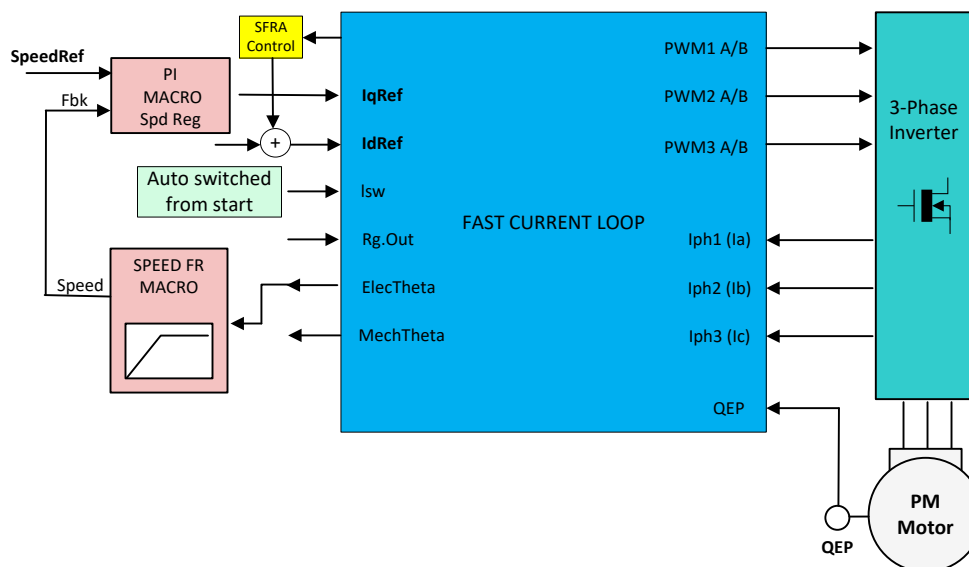 SFRA
Control
SpeedRef
PI
MACRO
Spd Reg
Fbk
IqRef
IdRef
+
Auto switched
from start
lsw
Rg.Out
ElecTheta
MechTheta
Speed
SPEED FR
MACRO
FAST CURRENT LOOP
PWM1 A/B
PWM2 A/B
PWM3 A/B
Iph1 (Ia)
Iph2 (Ib)
Iph3 (Ic)
QEP
3-Phase
Inverter
PM
Motor
QEP